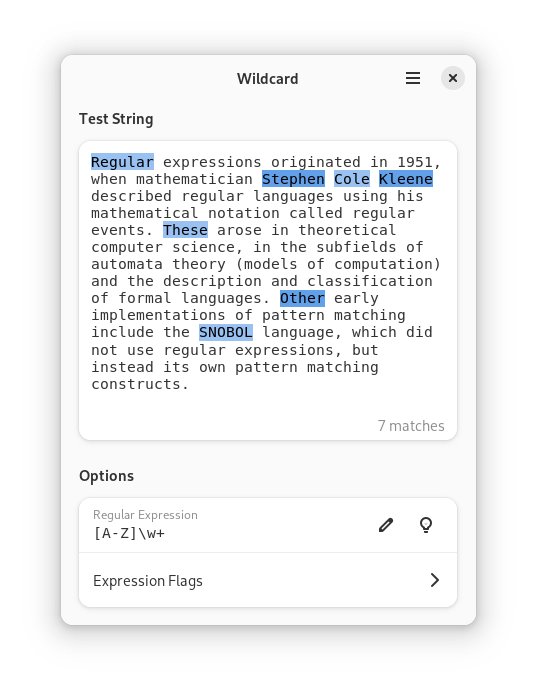 Wildcard
Test String
Regular expressions originated in 1951,
when mathematician Stephen Cole Kleene
described regular languages using his
mathematical notation called regular
events. These arose in theoretical
computer science, in the subfields of
automata theory (models of computation)
and the description and classification
of formal languages. Other early
implementations of pattern matching
include the SNOBOL language, which did
not use regular expressions, but
instead its own pattern matching
constructs.
7 matches
Options
Regular Expression
[A-Z]\w+
Expression Flags